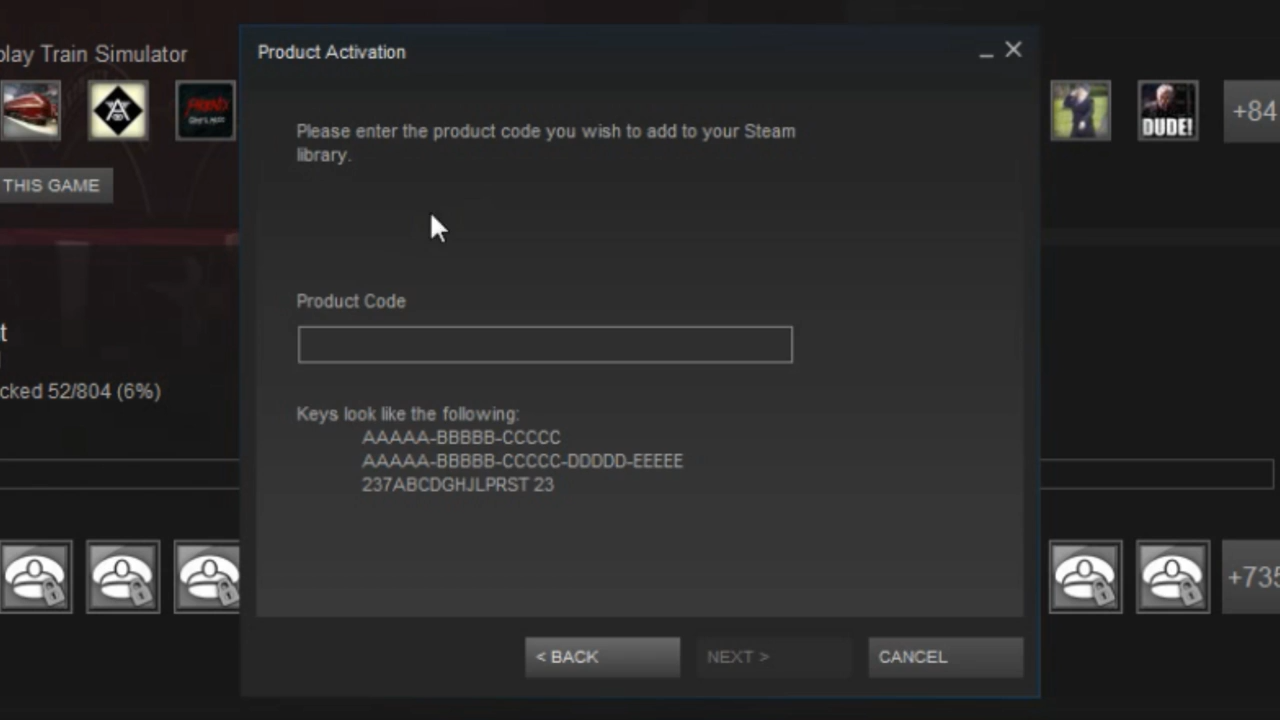 play Train Simulator
Product Activation
Please enter the product code you wish to add to your Steam
library.
DUDE!
+84
THIS GAME
Product Code
t
cked 52/804 (6%)
Keys look like the following:
AAAAA-BBBBB-CCCCC
AAAAA-BBBBB-CCCCC-DDDDD-EEEEE
237ABCDGHJLPRST 23
+735
< BACK
NEXT >
CANCEL